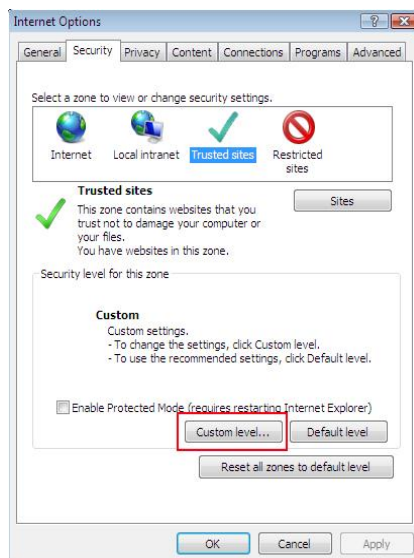 Internet Options
General Security Privacy Content Connections Programs Advanced
Select a zone to view or change security settings.
Internet Local intranet Trusted sites Restricted
sites
Trusted sites
Sites
This zone contains websites that you
trust not to damage your computer or
your files.
You have websites in this zone.
Security level for this zone
Custom
Custom settings.
- To change the settings, click Custom level.
- To use the recommended settings, click Default level.
Enable Protected Mode (requires restarting Internet Explorer)
Custom level... Default level
Reset all zones to default level
OK Cancel Apply